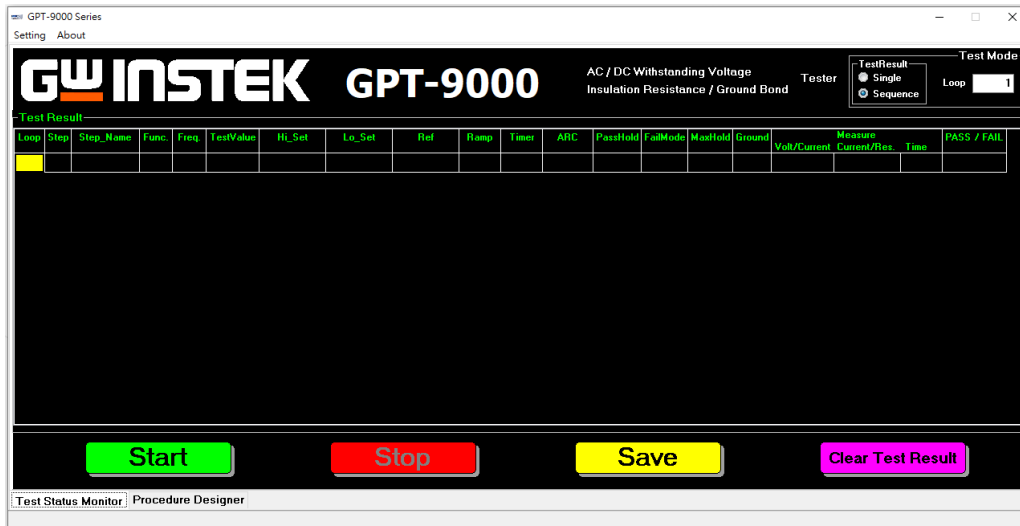 GPT-9000 Series
Setting About
GW INSTEK GPT-9000
AC / DC Withstanding Voltage
Insulation Resistance / Ground Bond
Tester
Test Mode
TestResult
Single
Sequence
Loop 1
Test Result
Loop Step Step_Name Func. Freq. TestValue Hi_Set Lo_Set Ref Ramp Timer ARC PassHold FailMode MaxHold Ground Measure PASS / FAIL
Volt/Current Current/Res. Time
Start Stop Save Clear Test Result
Test Status Monitor Procedure Designer